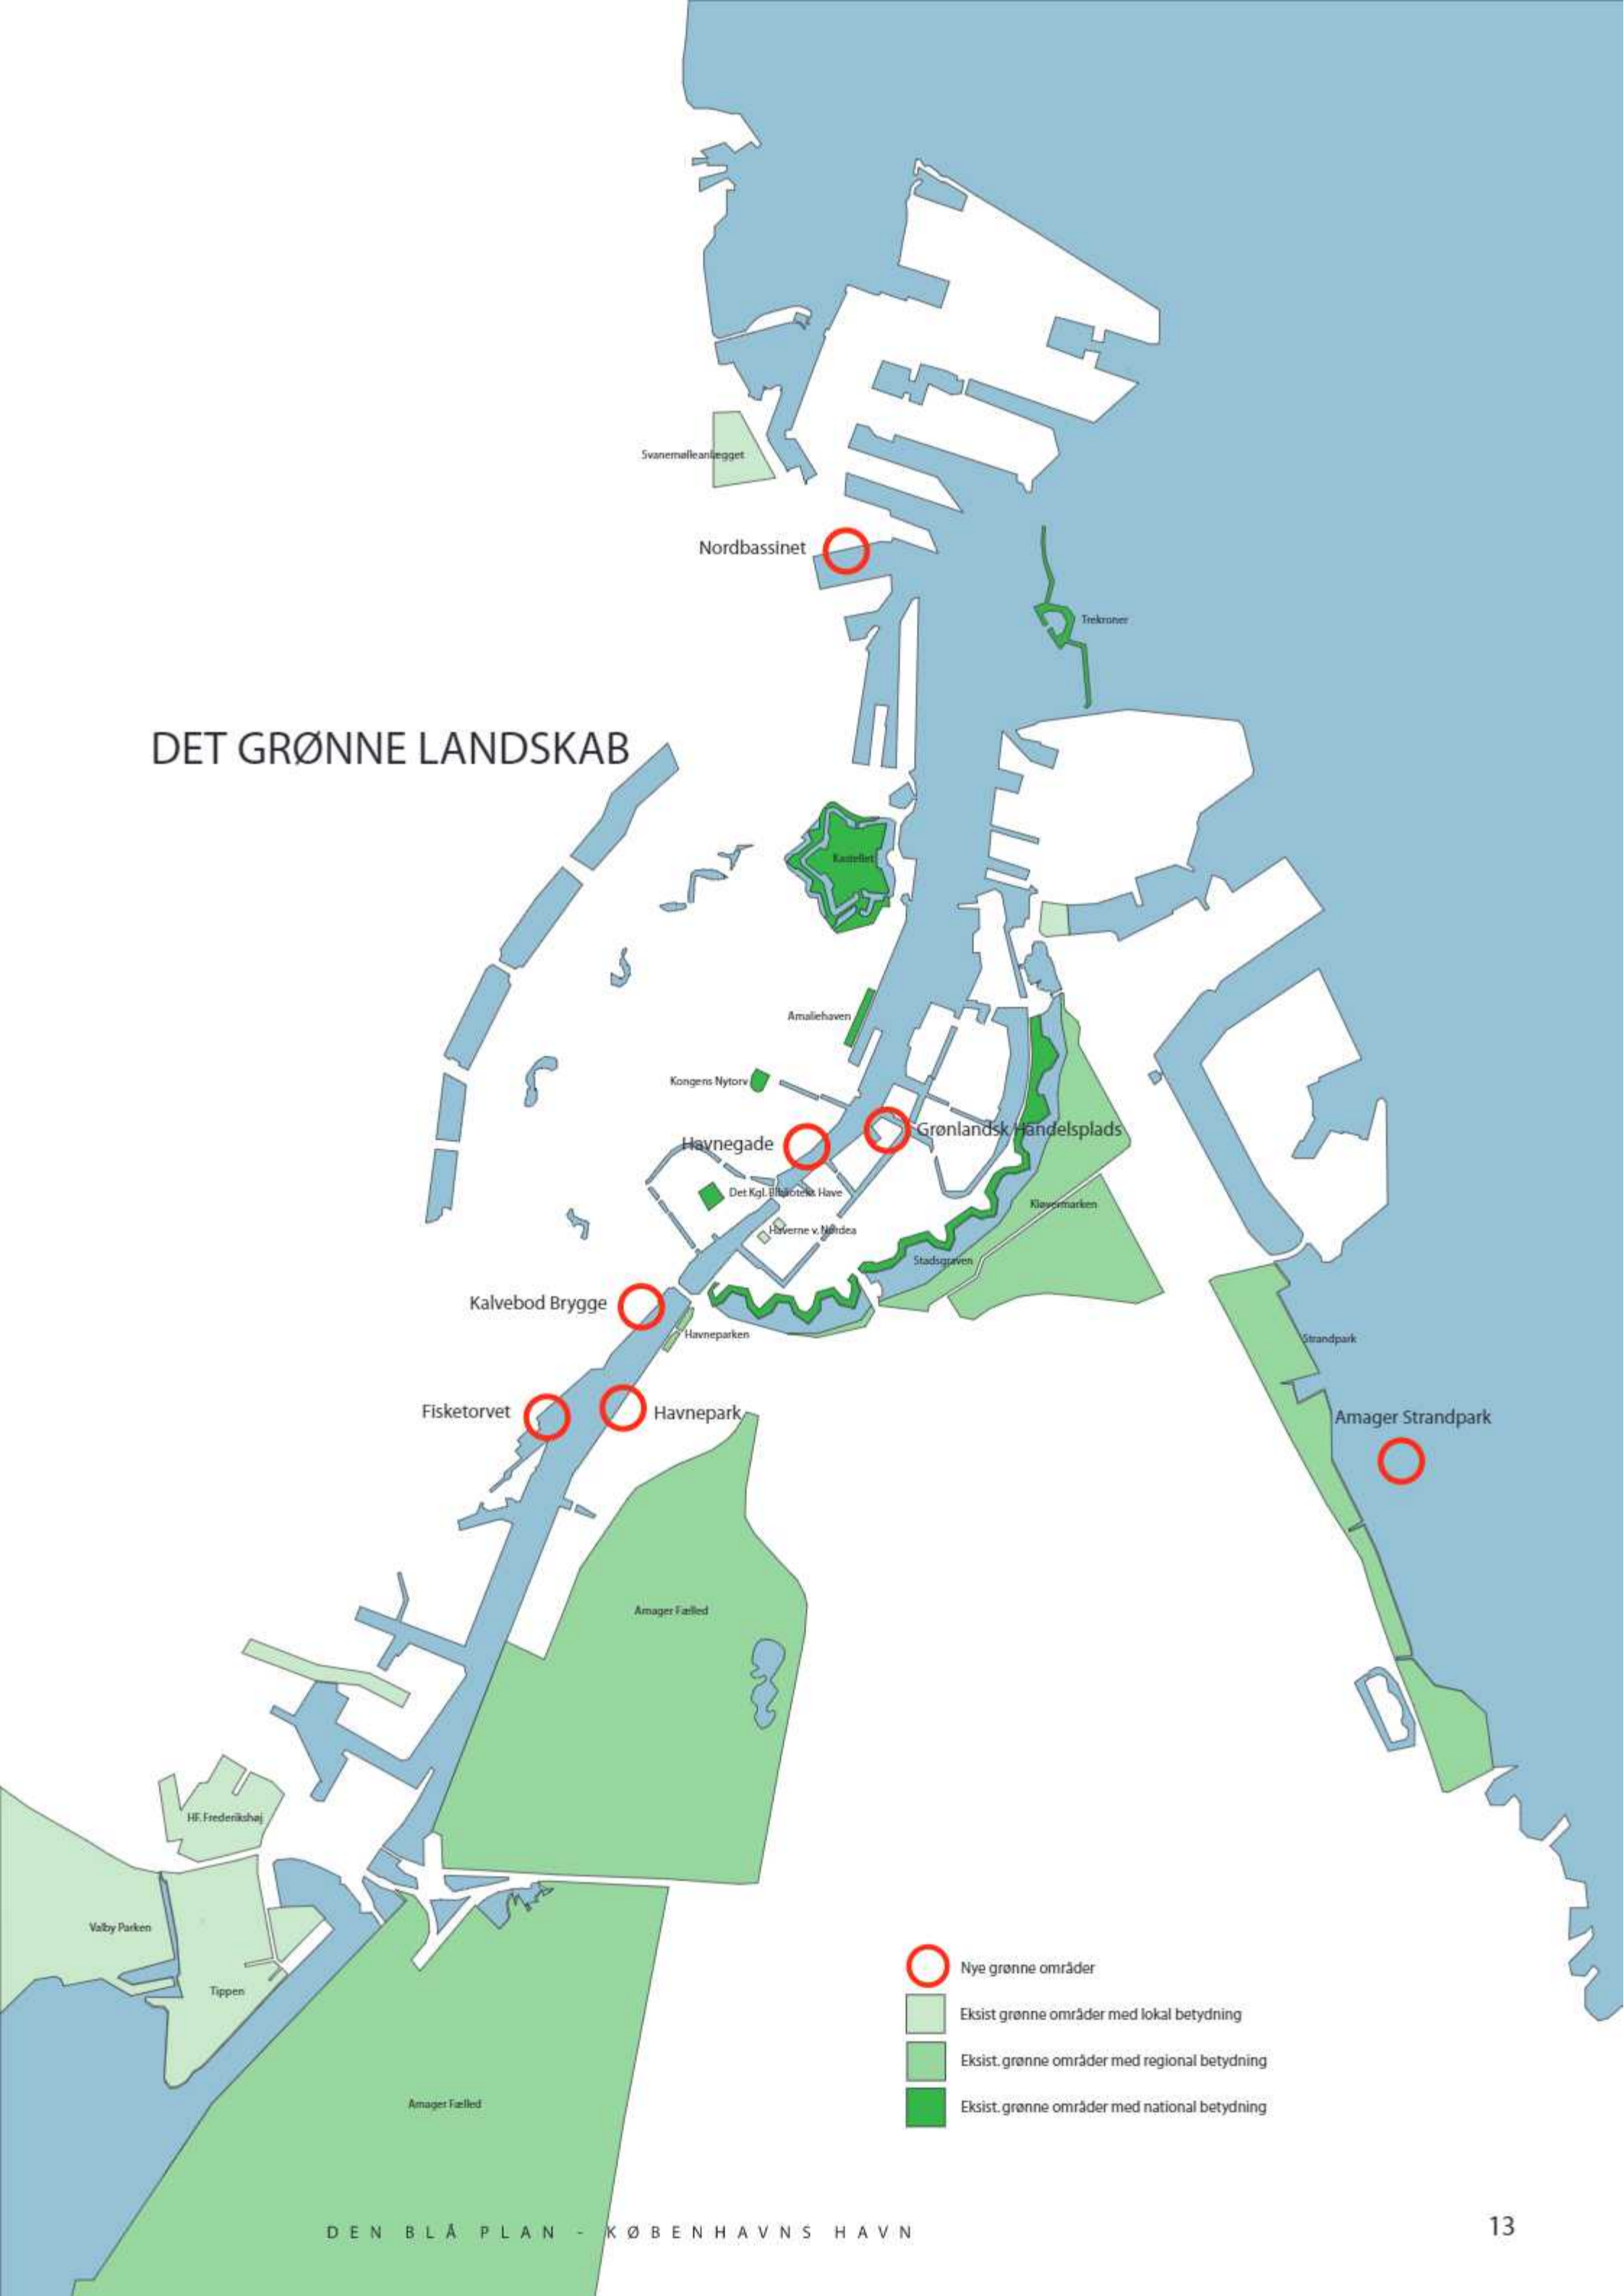 Svanemølleanlægget
Nordbassinet
Trekroner
DET GRØNNE LANDSKAB
Kastellet
Amaliehaven
Kongens Nytorv
Grønlandsk Handelsplads
Havnegade
Det Kgl. Biblioteks Have
Kløvermarken
Haverne v. Nordea
Stadsgraven
Kalvebod Brygge
Havneparken
Strandpark
Fisketorvet
Havnepark
Amager Strandpark
Amager Fælled
HF. Frederikshøj
Valby Parken
Tippen
Nye grønne områder
Eksist grønne områder med lokal betydning
Eksist. grønne områder med regional betydning
Eksist. grønne områder med national betydning
Amager Fælled
DEN BLÅ PLAN - KØBENHAVNS HAVN
13